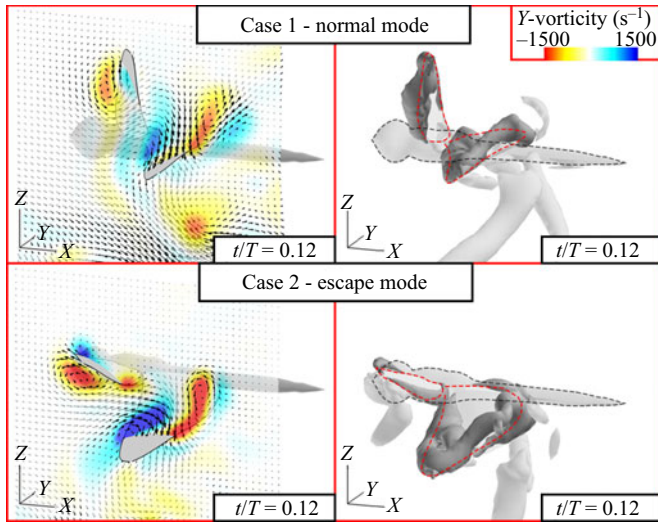 Case 1 - normal mode
Y-vorticity (s⁻¹)
–1500 1500
Z
Y
X
t/T = 0.12
Z
Y
X
t/T = 0.12
Case 2 - escape mode
Z
Y
X
t/T = 0.12
Z
Y
X
t/T = 0.12